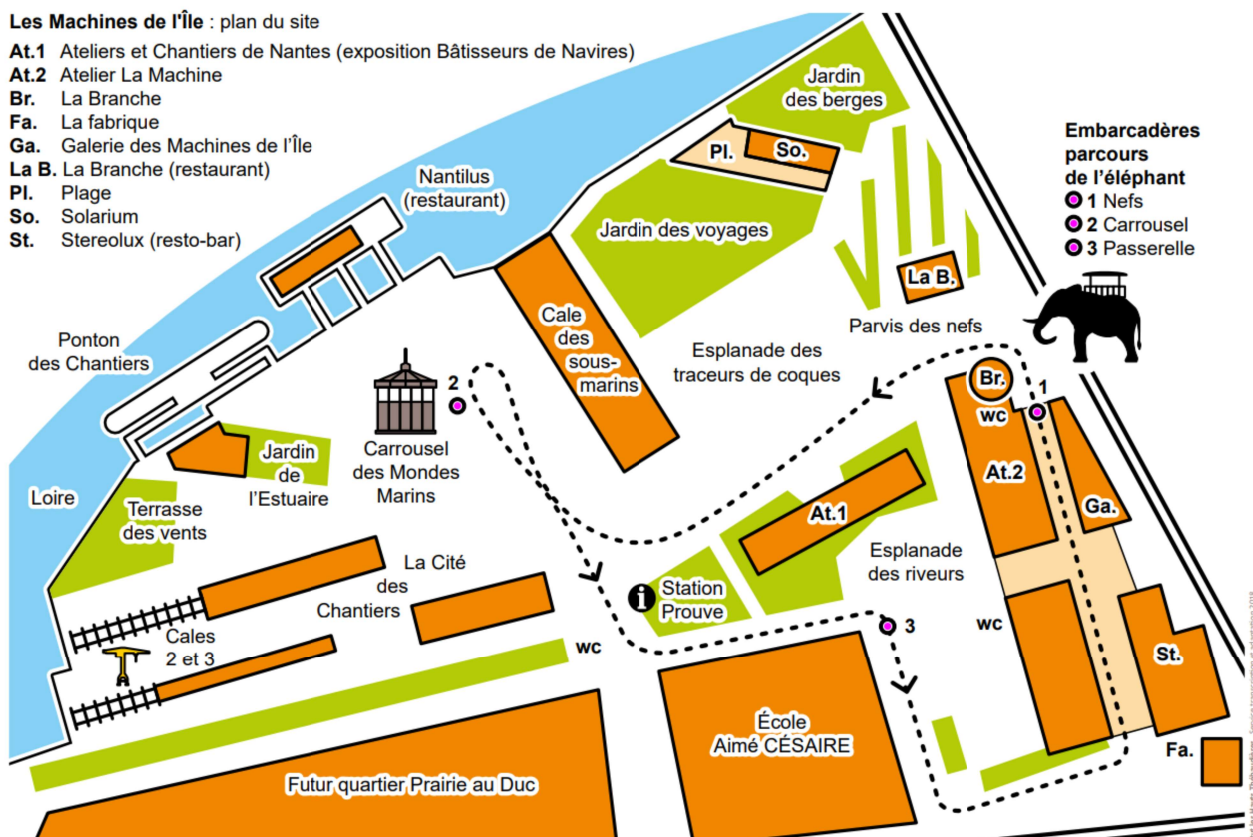 Les Machines de l'Île : plan du site
At.1 Ateliers et Chantiers de Nantes (exposition Bâtisseurs de Navires)
At.2 Atelier La Machine
Br. La Branche
Fa. La fabrique
Ga. Galerie des Machines de l'Île
La B. La Branche (restaurant)
Pl. Plage
So. Solarium
St. Stereolux (resto-bar)
Jardin
des berges
Embarcadères
parcours
de l'éléphant
1 Nefs
2 Carrousel
3 Passerelle
Pl.
So.
Nantilus
(restaurant)
Jardin des voyages
La B.
Parvis des nefs
Ponton
des Chantiers
Cale
des
sous-
marins
Esplanade des
traceurs de coques
2
Br.
1
wc
Carrousel
des Mondes
Marins
Jardin
de
l'Estuaire
Loire
Terrasse
des vents
At.2
Ga.
At.1
Esplanade
des riveurs
La Cité
des
Chantiers
i
Station
Prouve
Cales
2 et 3
wc
3
wc
St.
École
Aimé CÉSAIRE
Fa.
Futur quartier Prairie au Duc